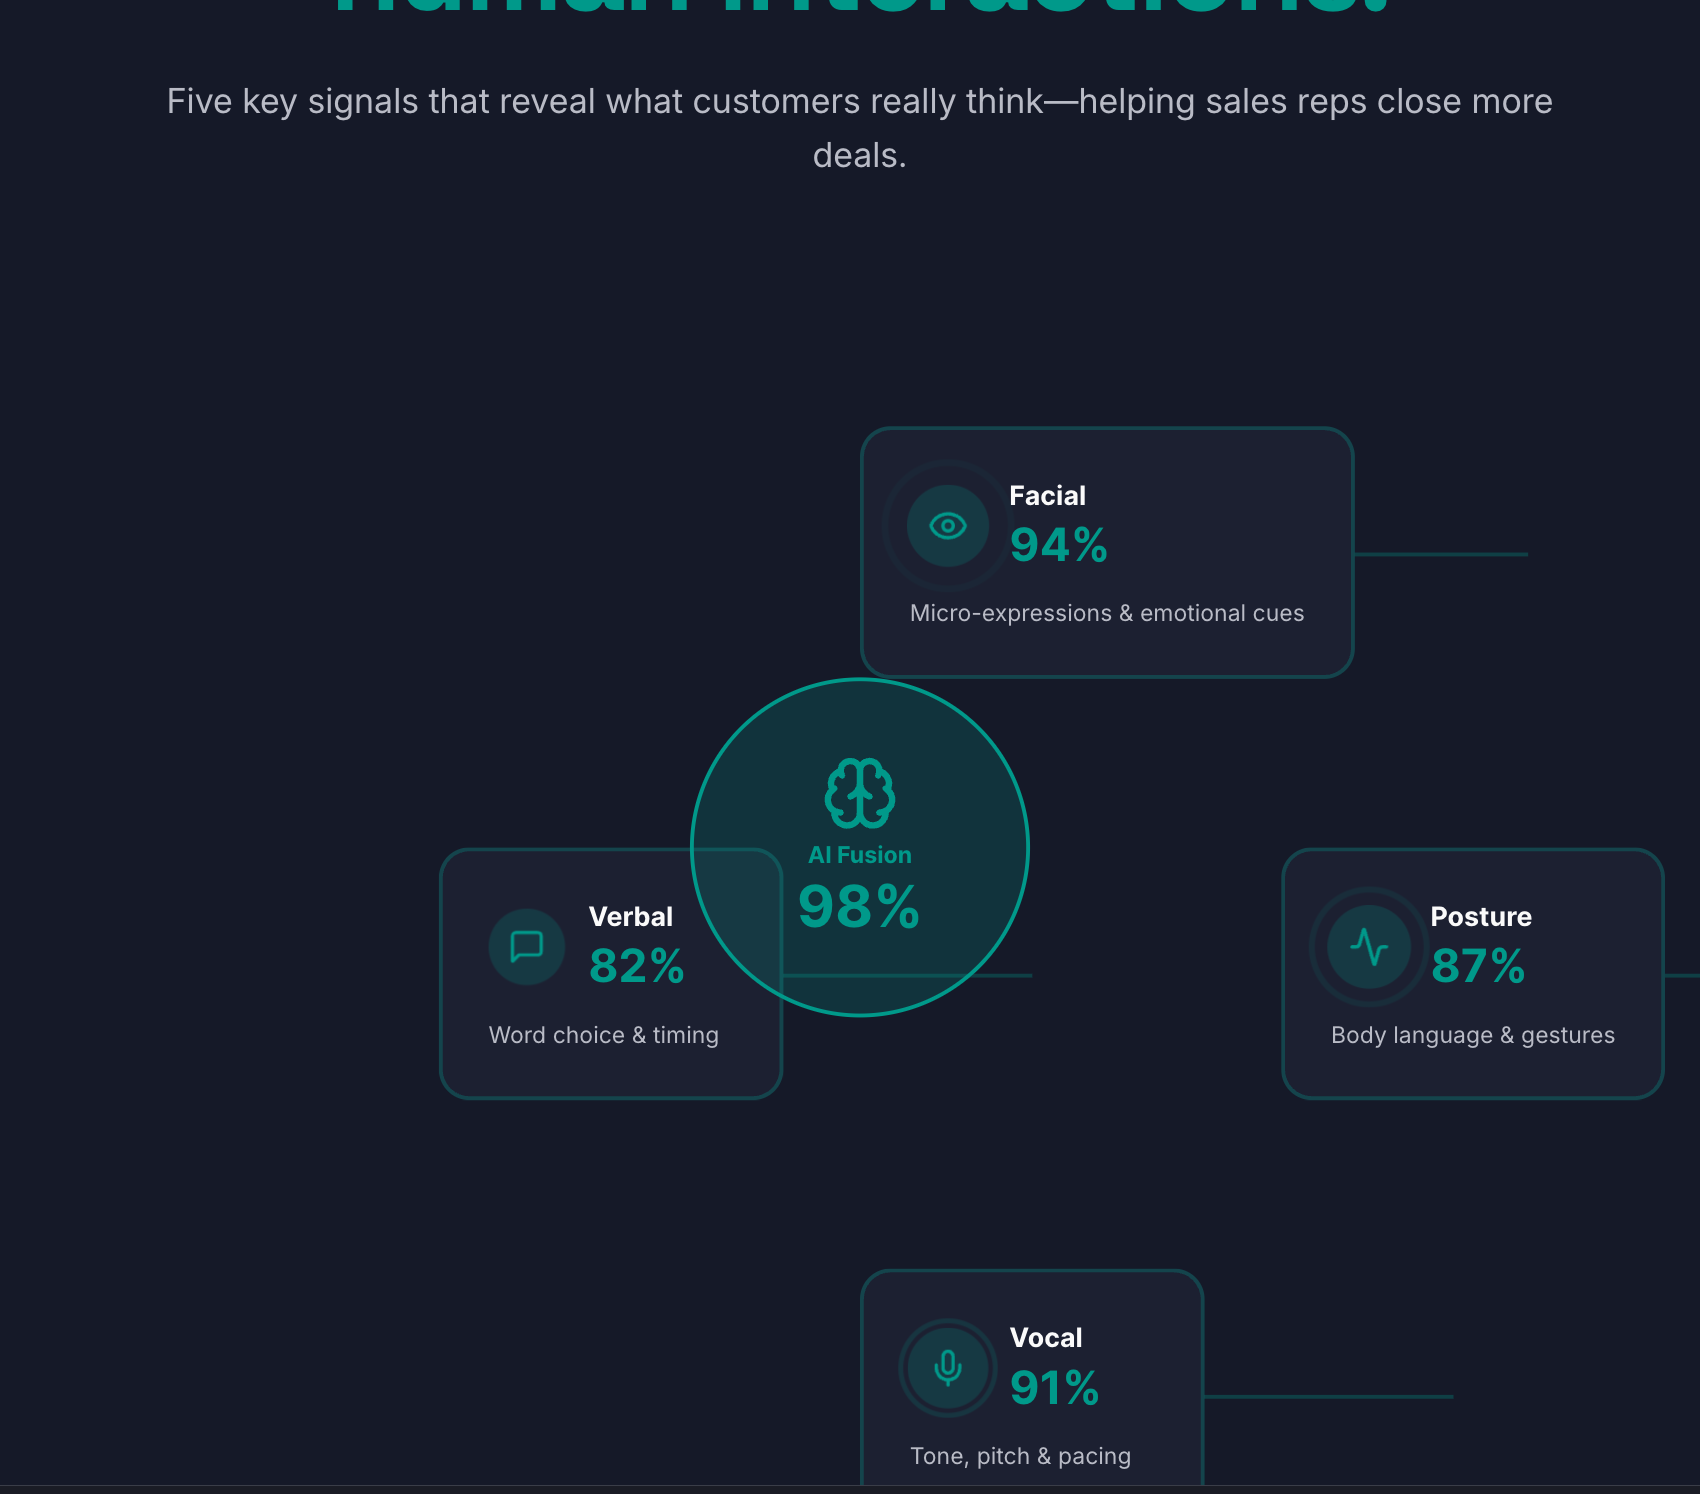 human interactions.
Five key signals that reveal what customers really think—helping sales reps close more
deals.
Facial
94%
Micro-expressions & emotional cues
AI Fusion
98%
Verbal
82%
Word choice & timing
Posture
87%
Body language & gestures
Vocal
91%
Tone, pitch & pacing